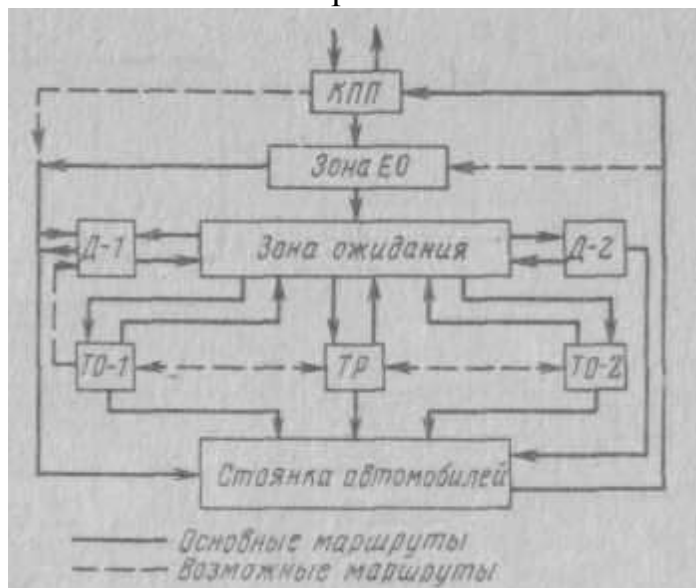 КПП
Зона ЕО
Д-1
Зона ожидания
Д-2
ТО-1
ТР
ТО-2
Стоянка автомобилей
Основные маршруты
Возможные маршруты